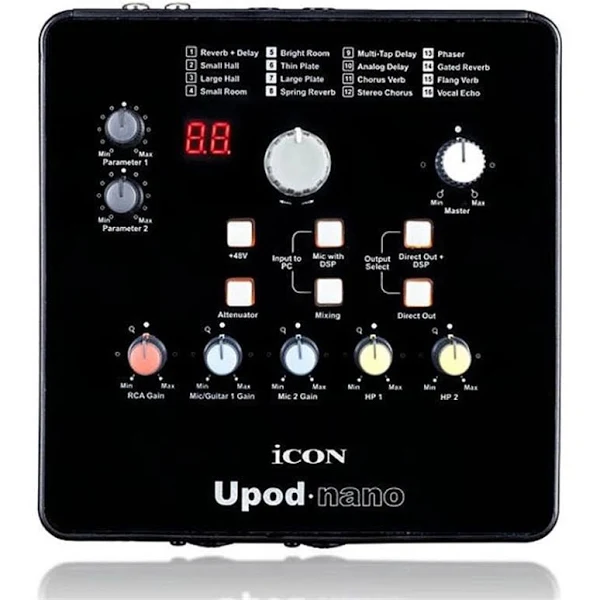 1 Reverb + Delay 5 Bright Room 9 Multi-Tap Delay 13 Phaser
2 Small Hall 6 Thin Plate 10 Analog Delay 14 Gated Reverb
3 Large Hall 7 Large Plate 11 Chorus Verb 15 Flang Verb
4 Small Room 8 Spring Reverb 12 Stereo Chorus 16 Vocal Echo
Min Max
Parameter 1
8.8.
Min Max
Parameter 2
Min Max
Master
+48V
Input to PC
Mic with DSP
Output Select
Direct Out + DSP
Attenuator
Mixing
Direct Out
Min Max
RCA Gain
Min Max
Mic/Guitar 1 Gain
Min Max
Mic 2 Gain
Min Max
HP 1
Min Max
HP 2
iCON
Upod·nano